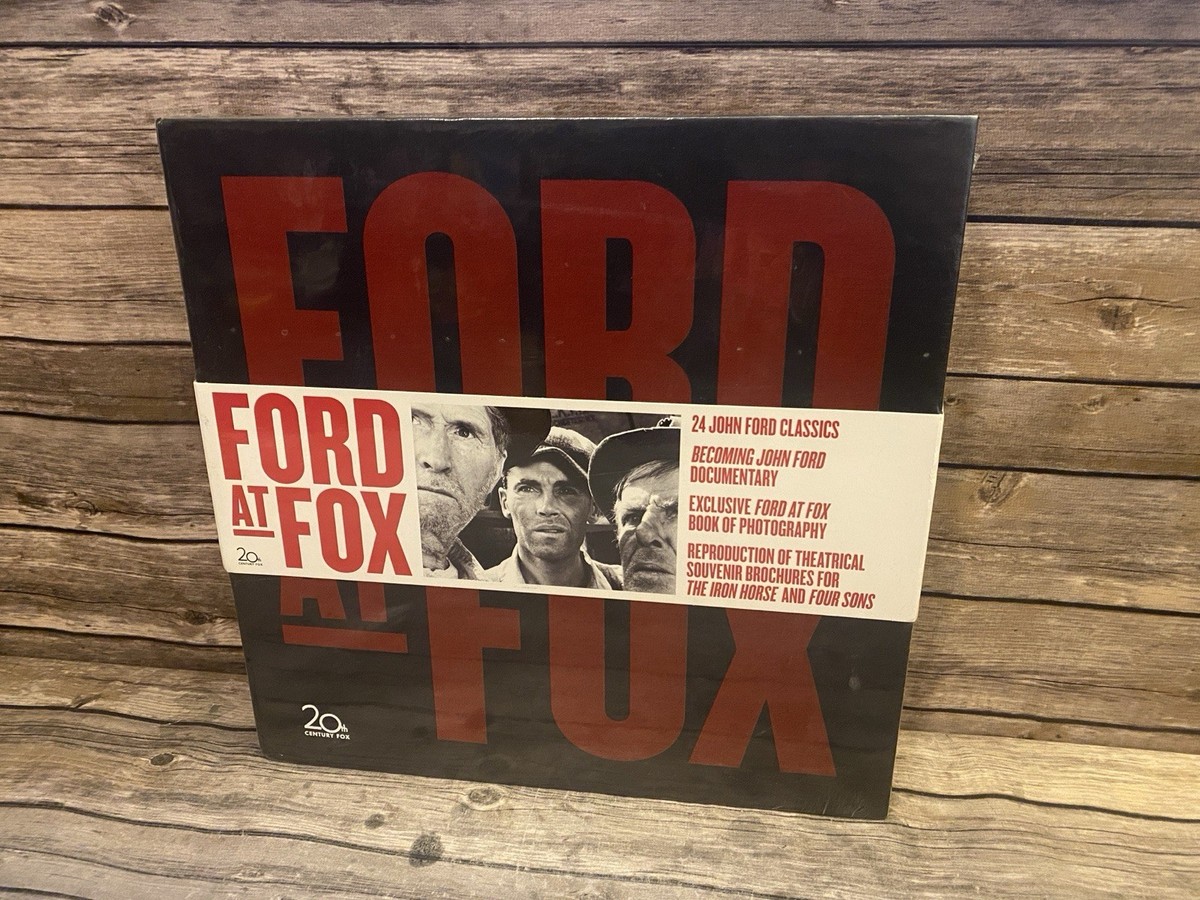 FORD
FORD
AT FOX
20th
CENTURY FOX
24 JOHN FORD CLASSICS
BECOMING JOHN FORD
DOCUMENTARY
EXCLUSIVE FORD AT FOX
BOOK OF PHOTOGRAPHY
REPRODUCTION OF THEATRICAL
SOUVENIR BROCHURES FOR
THE IRON HORSE AND FOUR SONS
AT FOX
20th
CENTURY FOX